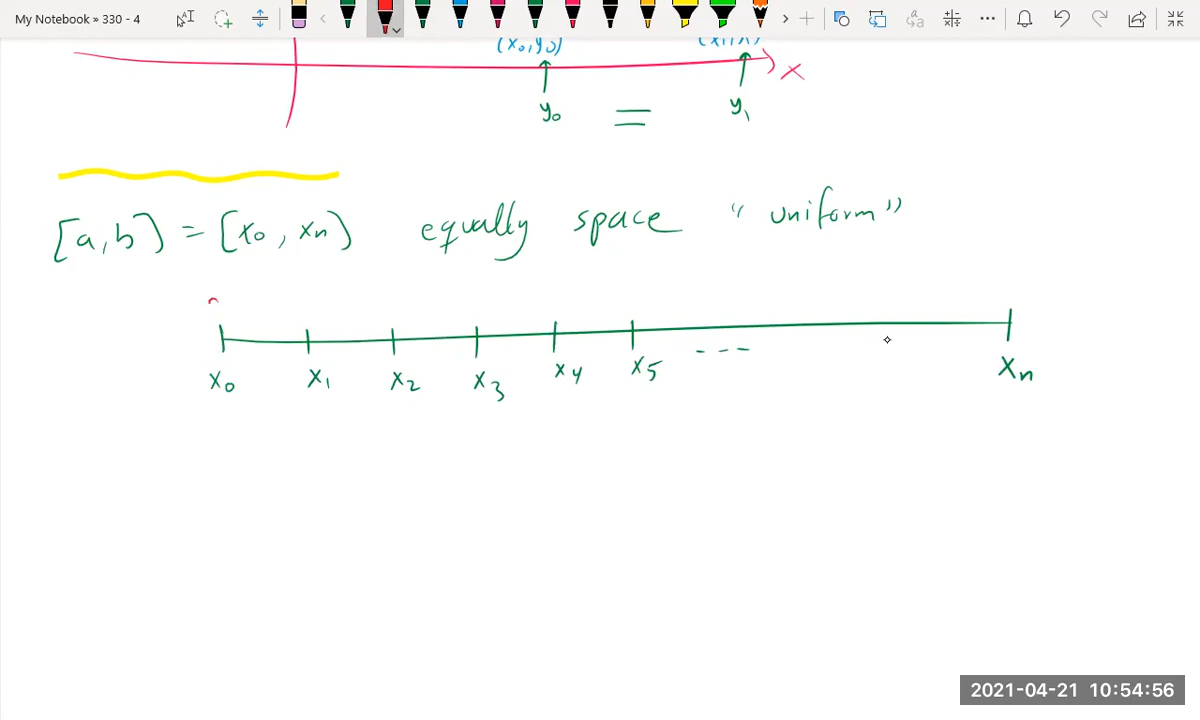 My Notebook » 330 - 4
(x₀, y₀)
x
y₀ = y₁
[a, b] = [x₀, xₙ] equally space "uniform"
x₀ x₁ x₂ x₃ x₄ x₅ --- xₙ
2021-04-21 10:54:56